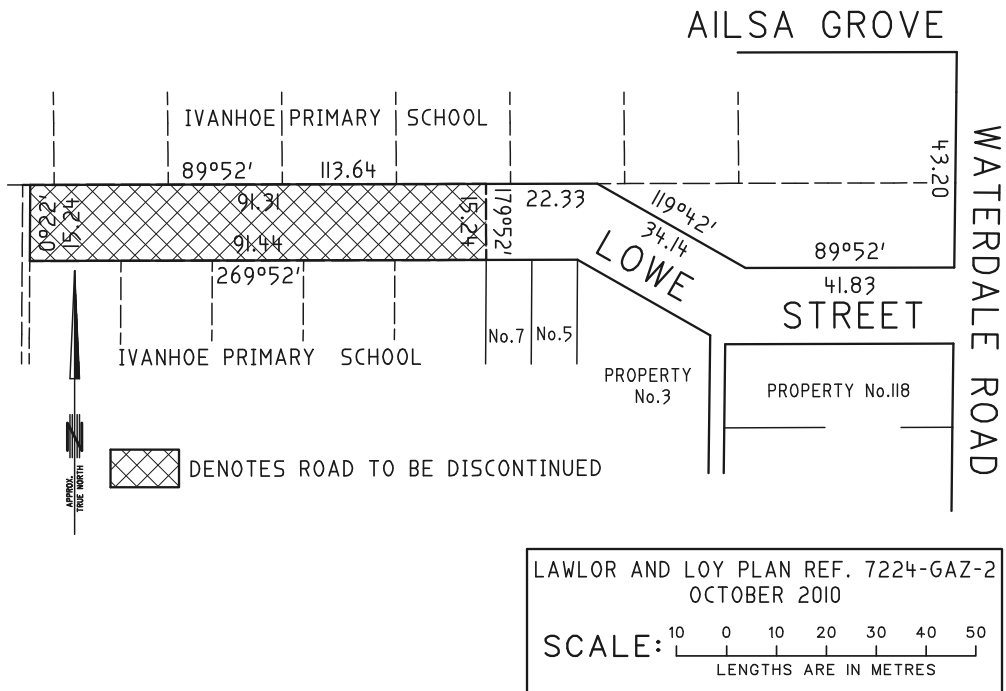 AILSA GROVE
IVANHOE PRIMARY SCHOOL
WATERDALE ROAD
43.20
89°52' 113.64
0°22'
15.24
91.31
91.44
15.24
179°52'
22.33
119°42'
34.14
LOWE
STREET
89°52'
41.83
269°52'
No.7
No.5
IVANHOE PRIMARY SCHOOL
PROPERTY
No.3
PROPERTY No.118
N
APPROX.
TRUE NORTH
DENOTES ROAD TO BE DISCONTINUED
LAWLOR AND LOY PLAN REF. 7224-GAZ-2
OCTOBER 2010
SCALE: 10 0 10 20 30 40 50
LENGTHS ARE IN METRES